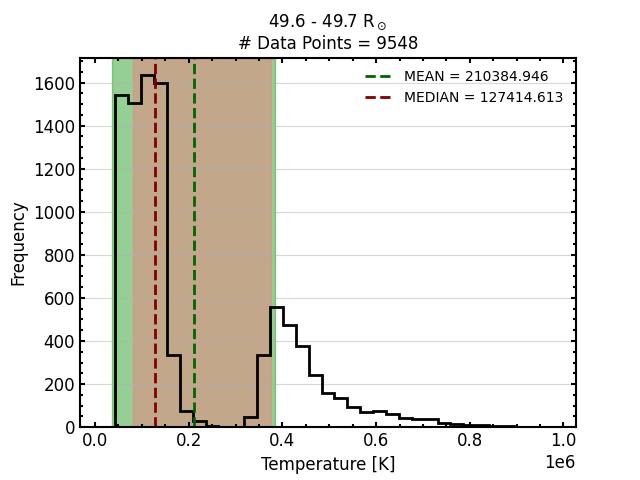 49.6 - 49.7 R⊙
# Data Points = 9548
MEAN = 210384.946
MEDIAN = 127414.613
Frequency
1600
1400
1200
1000
800
600
400
200
0
0.0 0.2 0.4 0.6 0.8 1.0
1e6
Temperature [K]